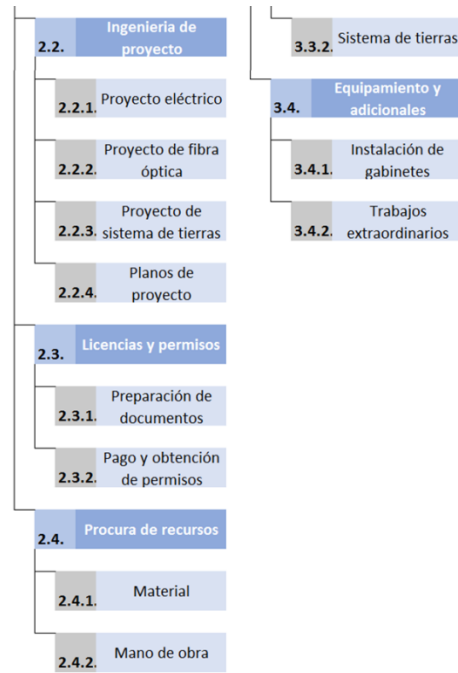 2.2.
Ingenieria de
proyecto
2.2.1.
Proyecto eléctrico
2.2.2.
Proyecto de fibra
óptica
2.2.3.
Proyecto de
sistema de tierras
2.2.4.
Planos de
proyecto
2.3.
Licencias y permisos
2.3.1.
Preparación de
documentos
2.3.2.
Pago y obtención
de permisos
2.4.
Procura de recursos
2.4.1.
Material
2.4.2.
Mano de obra
3.3.2.
Sistema de tierras
3.4.
Equipamiento y
adicionales
3.4.1.
Instalación de
gabinetes
3.4.2.
Trabajos
extraordinarios